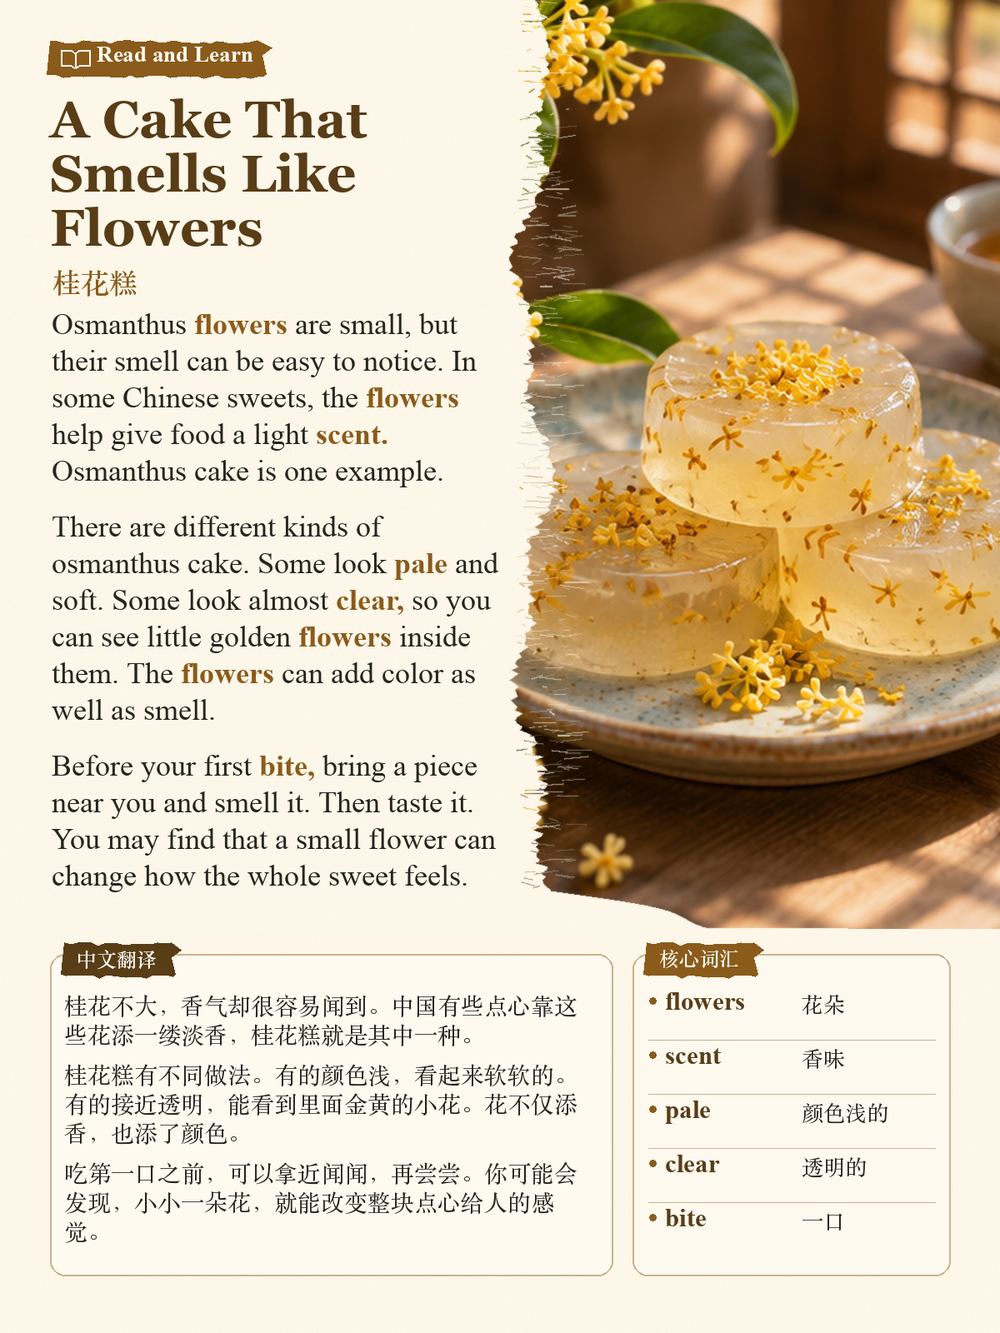 Read and Learn
A Cake That
Smells Like
Flowers
桂花糕
Osmanthus flowers are small, but
their smell can be easy to notice. In
some Chinese sweets, the flowers
help give food a light scent.
Osmanthus cake is one example.
There are different kinds of
osmanthus cake. Some look pale and
soft. Some look almost clear, so you
can see little golden flowers inside
them. The flowers can add color as
well as smell.
Before your first bite, bring a piece
near you and smell it. Then taste it.
You may find that a small flower can
change how the whole sweet feels.
中文翻译
桂花不大，香气却很容易闻到。中国有些点心靠这
些花添一缕淡香，桂花糕就是其中一种。
桂花糕有不同做法。有的颜色浅，看起来软软的。
有的接近透明，能看到里面金黄的小花。花不仅添
香，也添了颜色。
吃第一口之前，可以拿近闻闻，再尝尝。你可能会
发现，小小一朵花，就能改变整块点心给人的感
觉。
核心词汇
• flowers 花朵
• scent 香味
• pale 颜色浅的
• clear 透明的
• bite 一口